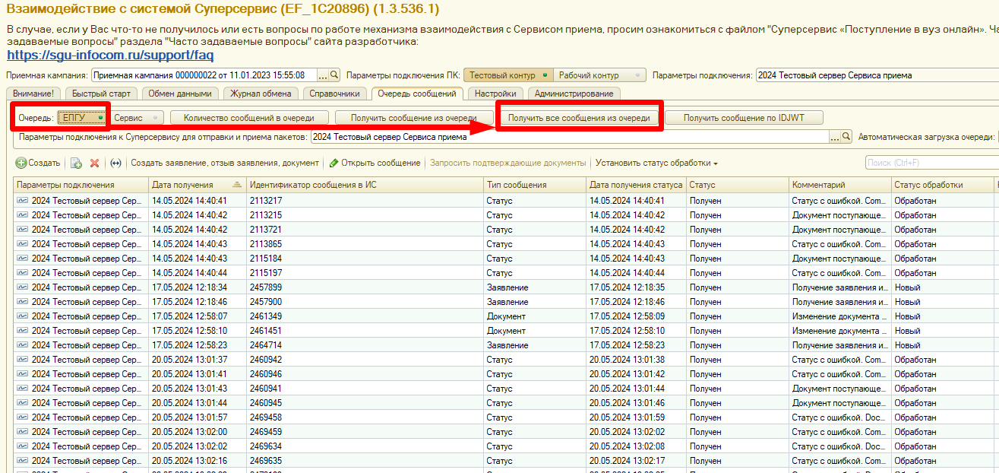 Взаимодействие с системой Суперсервис (EF_1C20896) (1.3.536.1)
В случае, если у Вас что-то не получилось или есть вопросы по работе механизма взаимодействия с Сервисом приема, просим ознакомиться с файлом "Суперсервис «Поступление в вуз онлайн». Ча
задаваемые вопросы" раздела "Часто задаваемые вопросы" сайта разработчика:
https://sgu-infocom.ru/support/faq
Приемная кампания: Приемная кампания 000000022 от 11.01.2023 15:55:08 ... Параметры подключения ПК: Тестовый контур Рабочий контур Параметры подключения: 2024 Тестовый сервер Сервиса приема
Внимание! Быстрый старт Обмен данными Журнал обмена Справочники Очередь сообщений Настройки Администрирование
Очередь: ЕПГУ Сервис Количество сообщений в очереди Получить сообщение из очереди Получить все сообщения из очереди Получить сообщение по IDJWT
Параметры подключения к Суперсервису для отправки и приема пакетов: 2024 Тестовый сервер Сервиса приема ... Автоматическая загрузка очереди:
Создать Создать заявление, отзыв заявления, документ Открыть сообщение Запросить подтверждающие документы Установить статус обработки Поиск (Ctrl+F)
Параметры подключения Дата получения Идентификатор сообщения в ИС Тип сообщения Дата получения статуса Статус Комментарий Статус обработки
2024 Тестовый сервер Сер... 14.05.2024 14:40:41 2113217 Статус 14.05.2024 14:40:41 Получен Статус с ошибкой. Com... Обработан
2024 Тестовый сервер Сер... 14.05.2024 14:40:42 2113215 Статус 14.05.2024 14:40:42 Получен Документ поступающе... Обработан
2024 Тестовый сервер Сер... 14.05.2024 14:40:42 2113721 Статус 14.05.2024 14:40:42 Получен Документ поступающе... Обработан
2024 Тестовый сервер Сер... 14.05.2024 14:40:43 2113865 Статус 14.05.2024 14:40:43 Получен Статус с ошибкой. Com... Обработан
2024 Тестовый сервер Сер... 14.05.2024 14:40:43 2115184 Статус 14.05.2024 14:40:43 Получен Документ поступающе... Обработан
2024 Тестовый сервер Сер... 14.05.2024 14:40:44 2115197 Статус 14.05.2024 14:40:44 Получен Статус с ошибкой. Com... Обработан
2024 Тестовый сервер Сер... 17.05.2024 12:18:34 2457899 Заявление 17.05.2024 12:18:35 Получен Получение заявления и... Новый
2024 Тестовый сервер Сер... 17.05.2024 12:18:46 2457900 Заявление 17.05.2024 12:18:46 Получен Получение заявления и... Новый
2024 Тестовый сервер Сер... 17.05.2024 12:58:07 2461349 Документ 17.05.2024 12:58:09 Получен Изменение документа ... Новый
2024 Тестовый сервер Сер... 17.05.2024 12:58:10 2461451 Документ 17.05.2024 12:58:10 Получен Изменение документа ... Новый
2024 Тестовый сервер Сер... 17.05.2024 12:58:23 2464714 Заявление 17.05.2024 12:58:23 Получен Получение заявления и... Новый
2024 Тестовый сервер Сер... 20.05.2024 13:01:37 2460942 Статус 20.05.2024 13:01:38 Получен Статус с ошибкой. Com... Обработан
2024 Тестовый сервер Сер... 20.05.2024 13:01:41 2460946 Статус 20.05.2024 13:01:42 Получен Статус с ошибкой. Com... Обработан
2024 Тестовый сервер Сер... 20.05.2024 13:01:43 2460941 Статус 20.05.2024 13:01:44 Получен Документ поступающе... Обработан
2024 Тестовый сервер Сер... 20.05.2024 13:01:44 2460945 Статус 20.05.2024 13:01:46 Получен Документ поступающе... Обработан
2024 Тестовый сервер Сер... 20.05.2024 13:01:57 2469458 Статус 20.05.2024 13:01:59 Получен Статус с ошибкой. Doc... Обработан
2024 Тестовый сервер Сер... 20.05.2024 13:02:00 2469459 Статус 20.05.2024 13:02:02 Получен Статус с ошибкой. Com... Обработан
2024 Тестовый сервер Сер... 20.05.2024 13:02:02 2469634 Статус 20.05.2024 13:02:08 Получен Статус с ошибкой. Doc... Обработан
2024 Тестовый сервер Сер... 20.05.2024 13:02:16 2469635 Статус 20.05.2024 13:02:17 Получен Статус с ошибкой. Com... Обработан